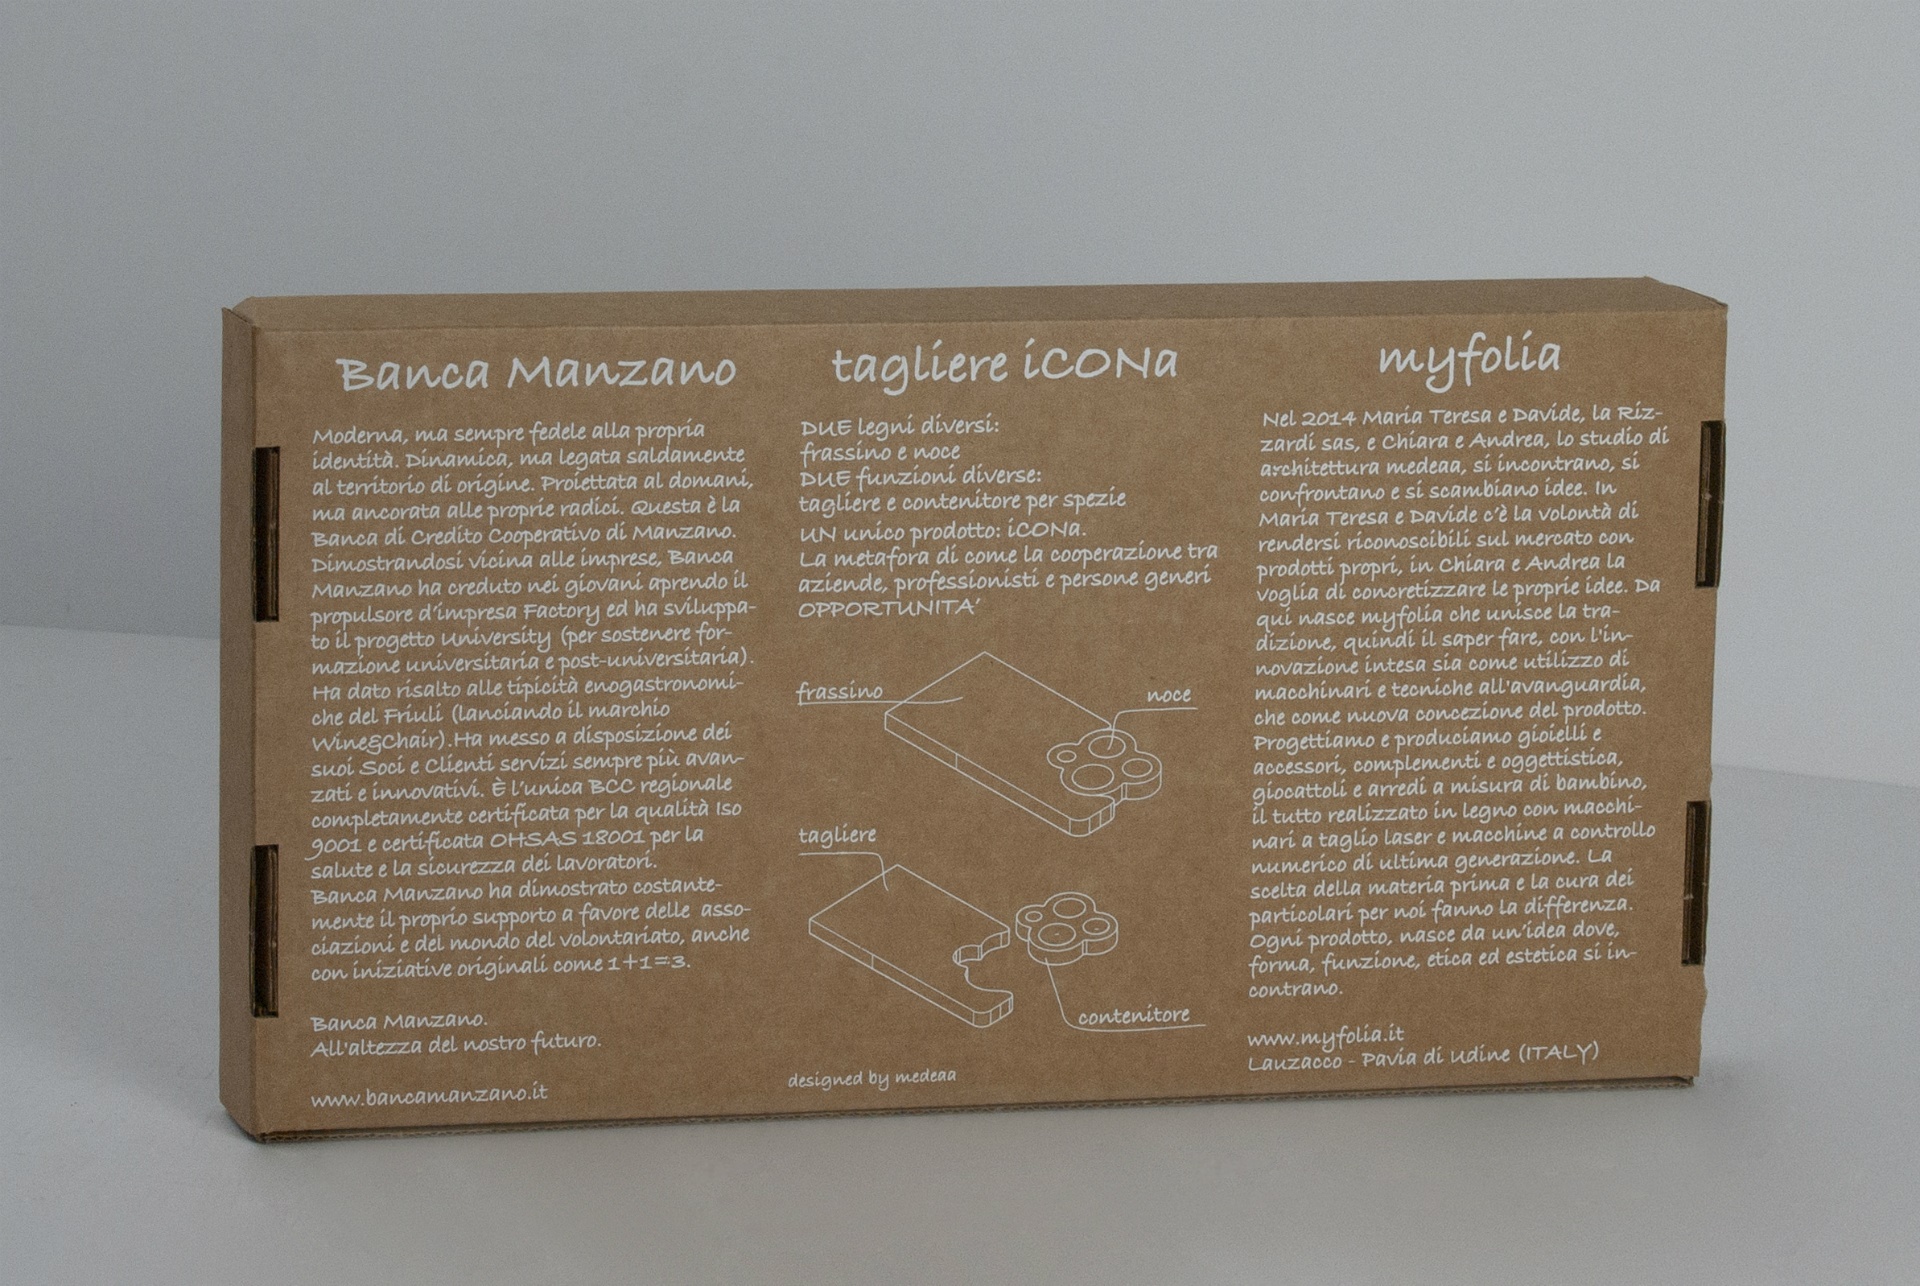 Banca Manzano
Moderna, ma sempre fedele alla propria
identità. Dinamica, ma legata saldamente
al territorio di origine. Proiettata al domani,
ma ancorata alle proprie radici. Questa è la
Banca di Credito Cooperativo di Manzano.
Dimostrandosi vicina alle imprese, Banca
Manzano ha creduto nei giovani aprendo il
propulsore d'impresa Factory ed ha sviluppa-
to il progetto University (per sostenere for-
mazione universitaria e post-universitaria).
Ha dato risalto alle tipicità enogastronomi-
che del Friuli (lanciando il marchio
Wine&Chair).Ha messo a disposizione dei
suoi Soci e Clienti servizi sempre più avan-
zati e innovativi. È l'unica BCC regionale
completamente certificata per la qualità Iso
9001 e certificata OHSAS 18001 per la
salute e la sicurezza dei lavoratori.
Banca Manzano ha dimostrato costante-
mente il proprio supporto a favore delle asso-
ciazioni e del mondo del volontariato, anche
con iniziative originali come 1+1=3.
Banca Manzano.
All'altezza del nostro futuro.
www.bancamanzano.it
tagliere iCONa
DUE legni diversi:
frassino e noce
DUE funzioni diverse:
tagliere e contenitore per spezie
UN unico prodotto: iCONa.
La metafora di come la cooperazione tra
aziende, professionisti e persone generi
OPPORTUNITA'
frassino
noce
tagliere
contenitore
designed by medeaa
myfolia
Nel 2014 Maria Teresa e Davide, la Riz-
zardi sas, e Chiara e Andrea, lo studio di
architettura medeaa, si incontrano, si
confrontano e si scambiano idee. In
Maria Teresa e Davide c'è la volontà di
rendersi riconoscibili sul mercato con
prodotti propri, in Chiara e Andrea la
voglia di concretizzare le proprie idee. Da
qui nasce myfolia che unisce la tra-
dizione, quindi il saper fare, con l'in-
novazione intesa sia come utilizzo di
macchinari e tecniche all'avanguardia,
che come nuova concezione del prodotto.
Progettiamo e produciamo gioielli e
accessori, complementi e oggettistica,
giocattoli e arredi a misura di bambino,
il tutto realizzato in legno con macchi-
nari a taglio laser e macchine a controllo
numerico di ultima generazione. La
scelta della materia prima e la cura dei
particolari per noi fanno la differenza.
Ogni prodotto, nasce da un'idea dove,
forma, funzione, etica ed estetica si in-
contrano.
www.myfolia.it
Lauzacco - Pavia di Udine (ITALY)